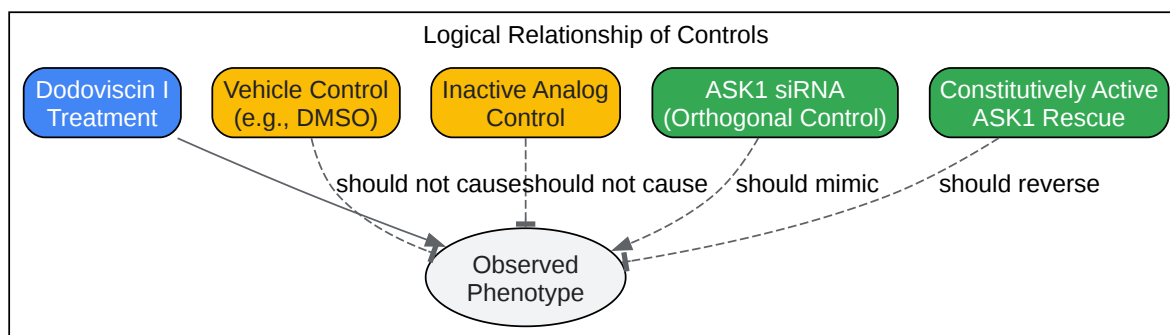 Logical Relationship of Controls
Dodoviscin I
Treatment
Vehicle Control
(e.g., DMSO)
Inactive Analog
Control
ASK1 siRNA
(Orthogonal Control)
Constitutively Active
ASK1 Rescue
should not cause
should not cause
should mimic
should reverse
Observed
Phenotype